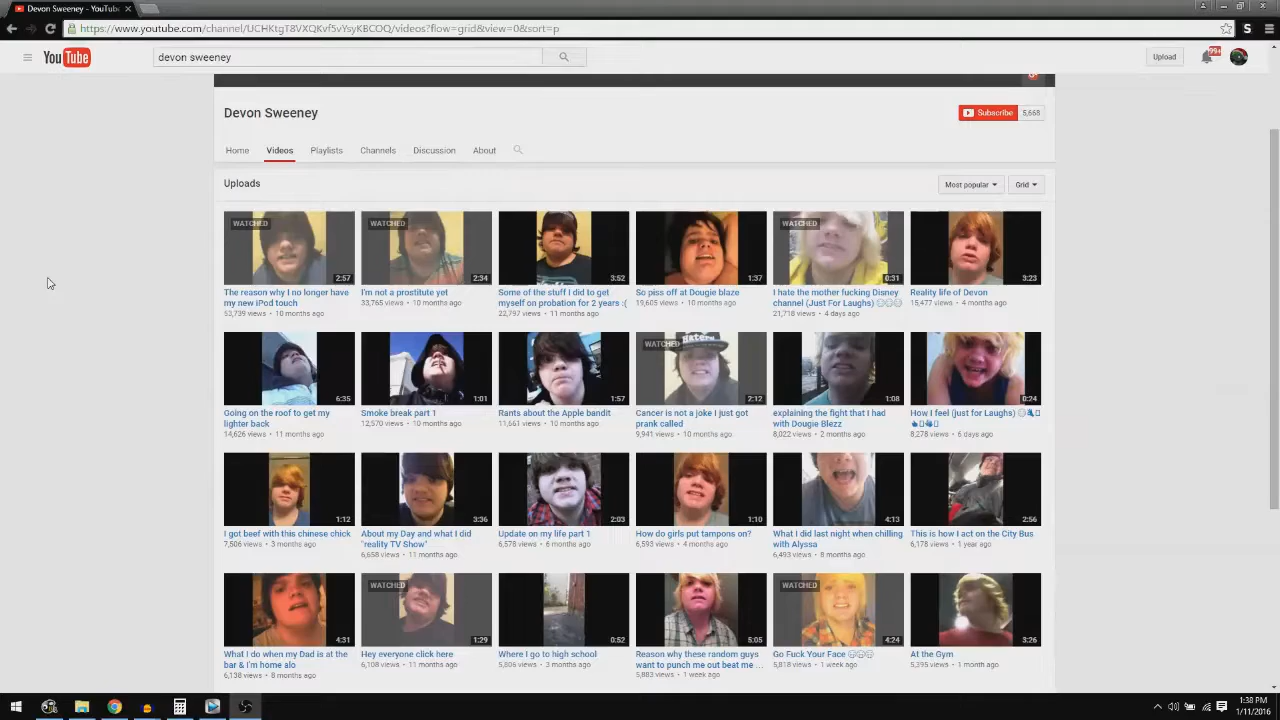 Devon Sweeney - YouTub
https://www.youtube.com/channel/UCHKtgT8VXQKvf5vYsyKBCOQ/videos?flow=grid&view=0&sort=p
YouTube
devon sweeney
Upload
99+
Devon Sweeney
Subscribe 5,668
Home Videos Playlists Channels Discussion About
Uploads
Most popular Grid
WATCHED WATCHED WATCHED
2:57 2:34 3:52 1:37 0:31 3:23
The reason why I no longer have
my new iPod touch
53,739 views • 10 months ago
I'm not a prostitute yet
33,765 views • 10 months ago
Some of the stuff I did to get
myself on probation for 2 years :(
22,797 views • 11 months ago
So piss off at Dougie blaze
19,605 views • 10 months ago
I hate the mother fucking Disney
channel (Just For Laughs)
21,718 views • 4 days ago
Reality life of Devon
15,477 views • 4 months ago
WATCHED
6:35 1:01 1:57 2:12 1:08 0:24
Going on the roof to get my
lighter back
14,626 views • 11 months ago
Smoke break part 1
12,570 views • 10 months ago
Rants about the Apple bandit
11,661 views • 10 months ago
Cancer is not a joke I just got
prank called
9,941 views • 10 months ago
explaining the fight that I had
with Dougie Blezz
8,022 views • 2 months ago
How I feel (just for Laughs)
8,278 views • 6 days ago
1:12 3:36 2:03 1:10 4:13 2:56
I got beef with this chinese chick
7,506 views • 3 months ago
About my Day and what I did
"reality TV Show"
6,658 views • 11 months ago
Update on my life part 1
6,578 views • 6 months ago
How do girls put tampons on?
6,593 views • 4 months ago
What I did last night when chilling
with Alyssa
6,493 views • 8 months ago
This is how I act on the City Bus
6,178 views • 1 year ago
WATCHED WATCHED
4:31 1:29 0:52 5:05 4:24 3:26
What I do when my Dad is at the
bar & I'm home alo
6,138 views • 8 months ago
Hey everyone click here
6,108 views • 11 months ago
Where I go to high school
5,806 views • 3 months ago
Reason why these random guys
want to punch me out beat me ...
5,883 views • 1 week ago
Go Fuck Your Face
5,818 views • 1 week ago
At the Gym
5,395 views • 1 month ago
1:38 PM
1/11/2016